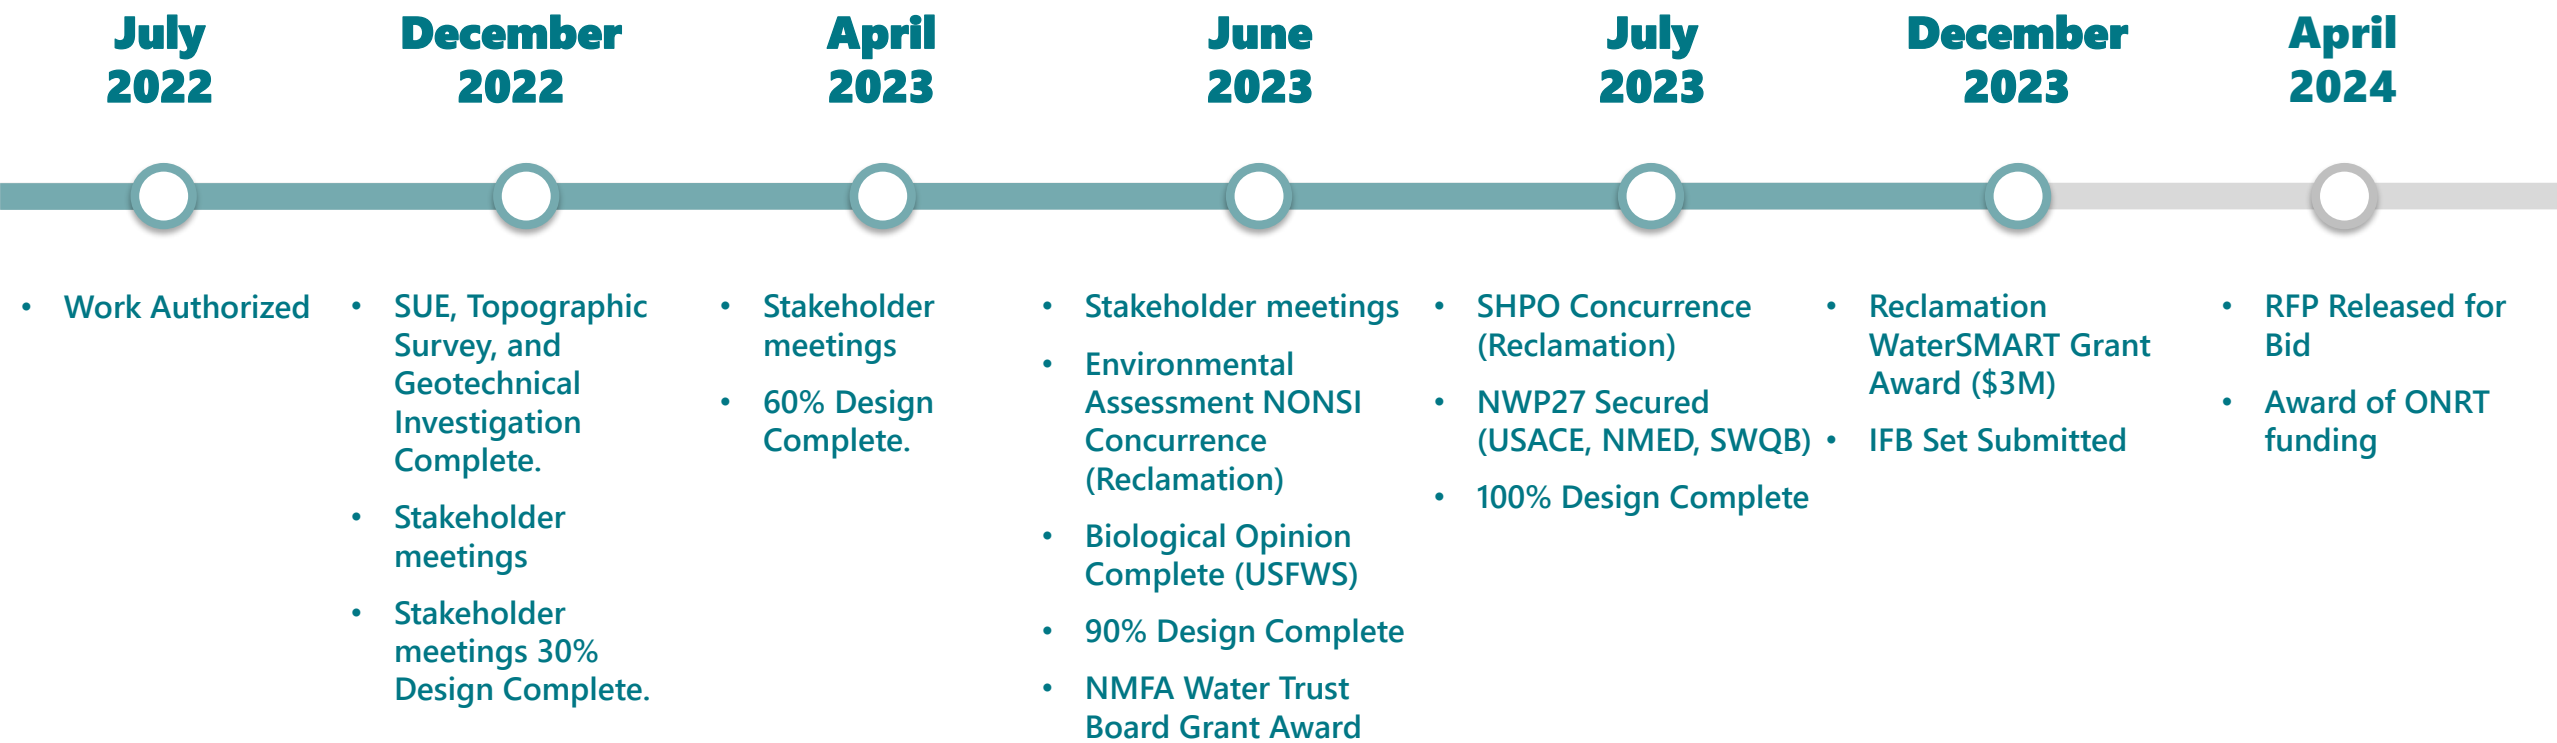 July
2022
December
2022
April
2023
June
2023
July
2023
December
2023
April
2024
• Work Authorized
• SUE, Topographic
Survey, and
Geotechnical
Investigation
Complete.
• Stakeholder
meetings
• Stakeholder
meetings 30%
Design Complete.
• Stakeholder
meetings
• 60% Design
Complete.
• Stakeholder meetings
• Environmental
Assessment NONSI
Concurrence
(Reclamation)
• Biological Opinion
Complete (USFWS)
• 90% Design Complete
• NMFA Water Trust
Board Grant Award
• SHPO Concurrence
(Reclamation)
• NWP27 Secured
(USACE, NMED, SWQB)
• 100% Design Complete
• Reclamation
WaterSMART Grant
Award ($3M)
• IFB Set Submitted
• RFP Released for
Bid
• Award of ONRT
funding